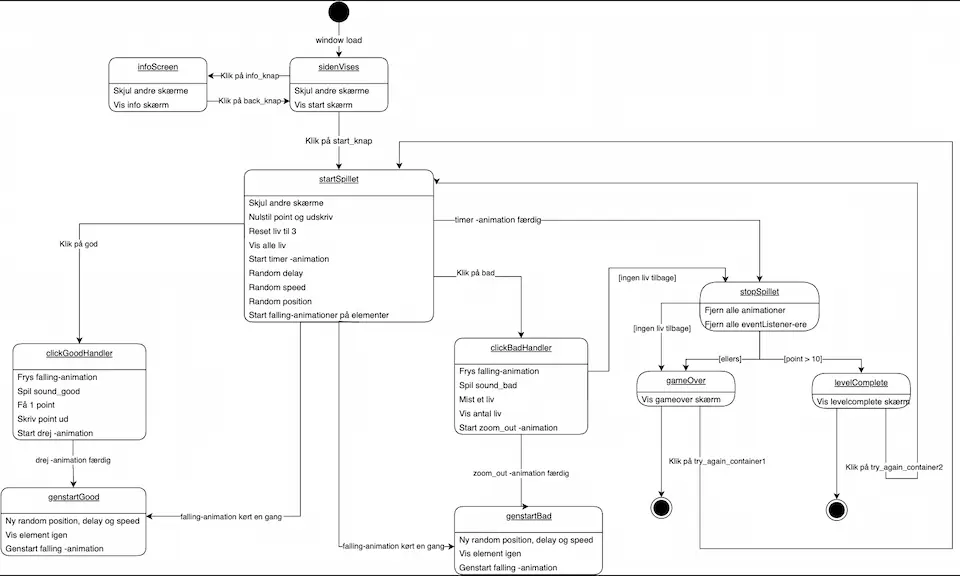 window load
infoScreen
Skjul andre skærme
Vis info skærm
Klik på info_knap
Klik på back_knap
sidenVises
Skjul andre skærme
Vis start skærm
Klik på start_knap
startSpillet
Skjul andre skærme
Nulstil point og udskriv
Reset liv til 3
Vis alle liv
Start timer -animation
Random delay
Random speed
Random position
Start falling-animationer på elementer
Klik på god
timer -animation færdig
Klik på bad
[ingen liv tilbage]
stopSpillet
Fjern alle animationer
Fjern alle eventListener-ere
[ingen liv tilbage]
[ellers]
[point > 10]
clickGoodHandler
Frys falling-animation
Spil sound_good
Få 1 point
Skriv point ud
Start drej -animation
clickBadHandler
Frys falling-animation
Spil sound_bad
Mist et liv
Vis antal liv
Start zoom_out -animation
gameOver
Vis gameover skærm
levelComplete
Vis levelcomplete skærm
drej -animation færdig
zoom_out -animation færdig
Klik på try_again_container1
Klik på try_again_container2
genstartGood
Ny random position, delay og speed
Vis element igen
Genstart falling -animation
falling-animation kørt en gang
falling-animation kørt en gang
genstartBad
Ny random position, delay og speed
Vis element igen
Genstart falling -animation